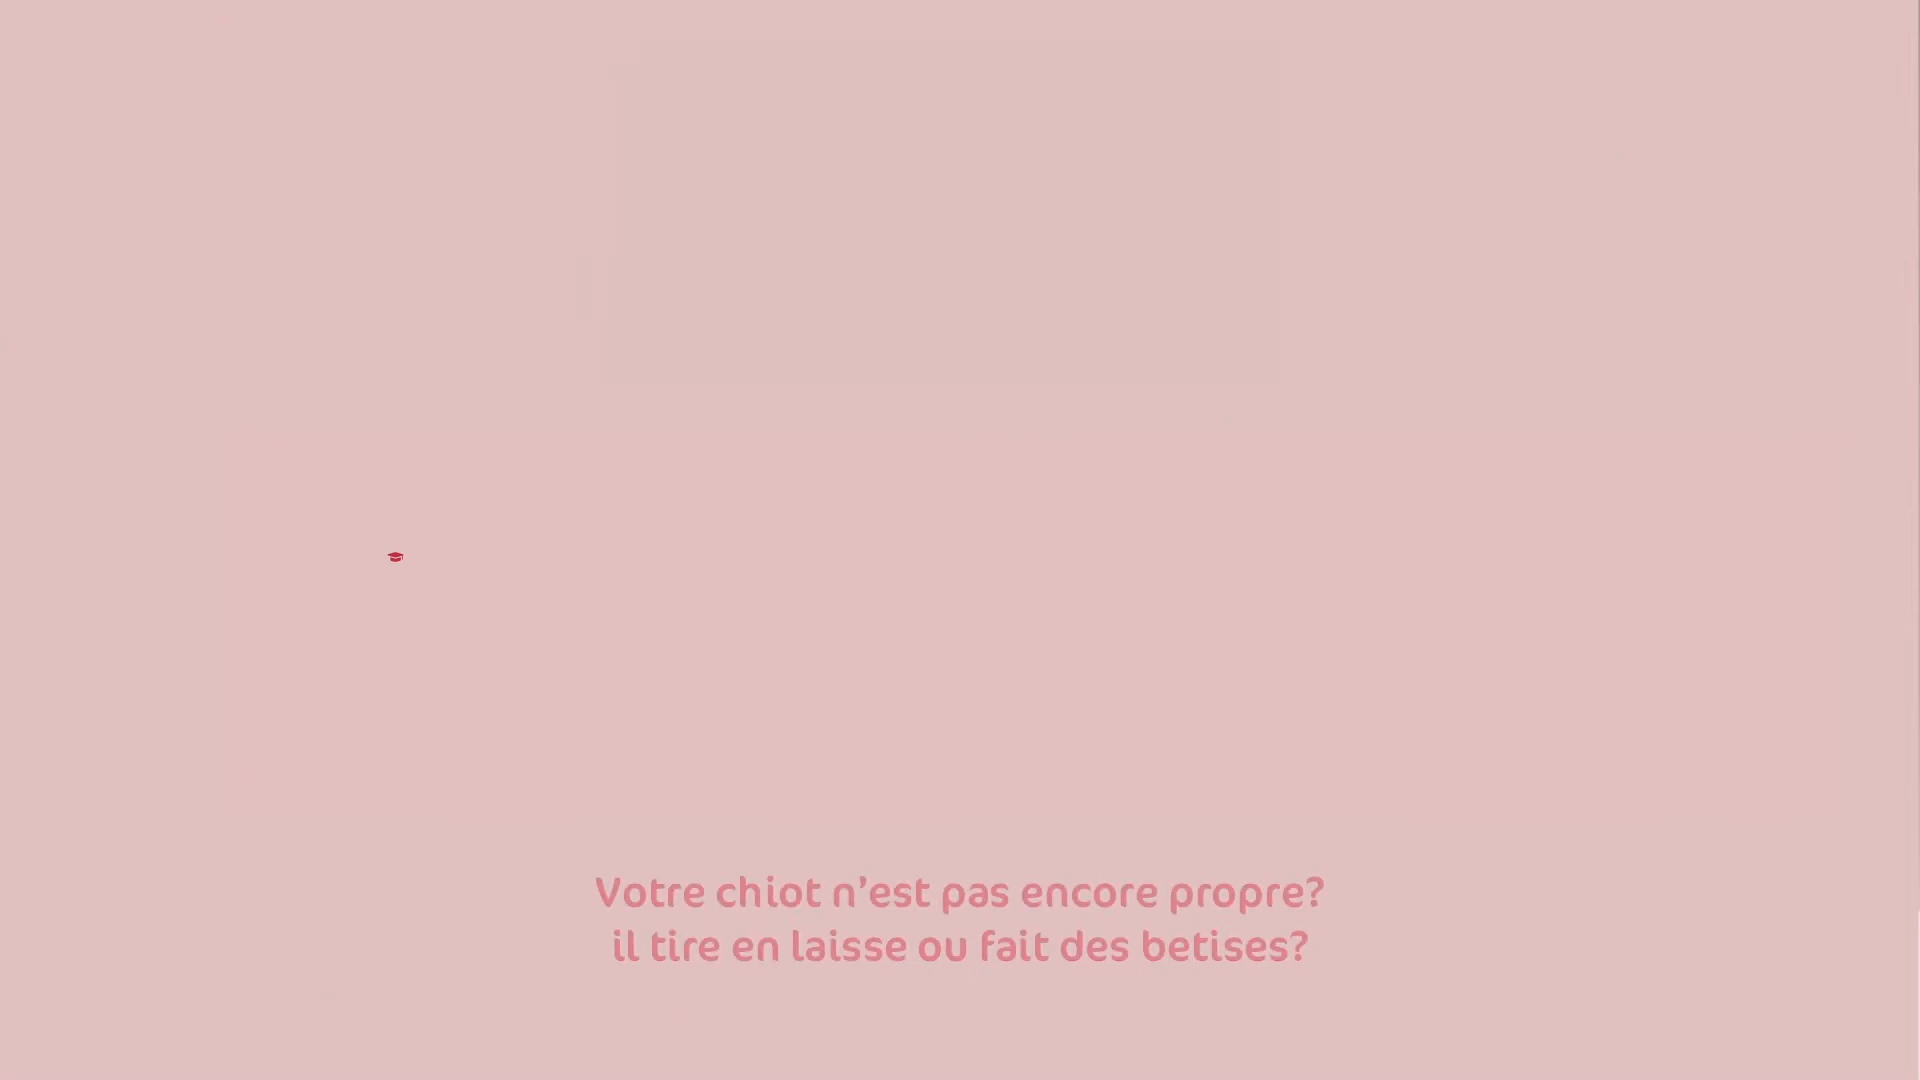 Votre chiot n’est pas encore propre?
il tire en laisse ou fait des betises?